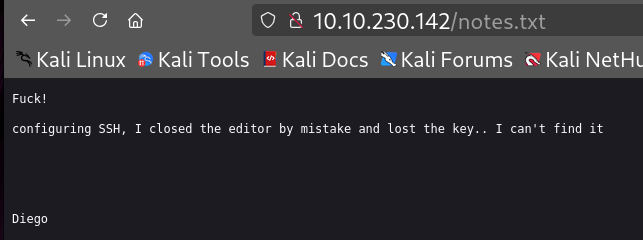 10.10.230.142/notes.txt
Kali Linux Kali Tools Kali Docs Kali Forums Kali NetHu
Fuck!
configuring SSH, I closed the editor by mistake and lost the key.. I can't find it
Diego